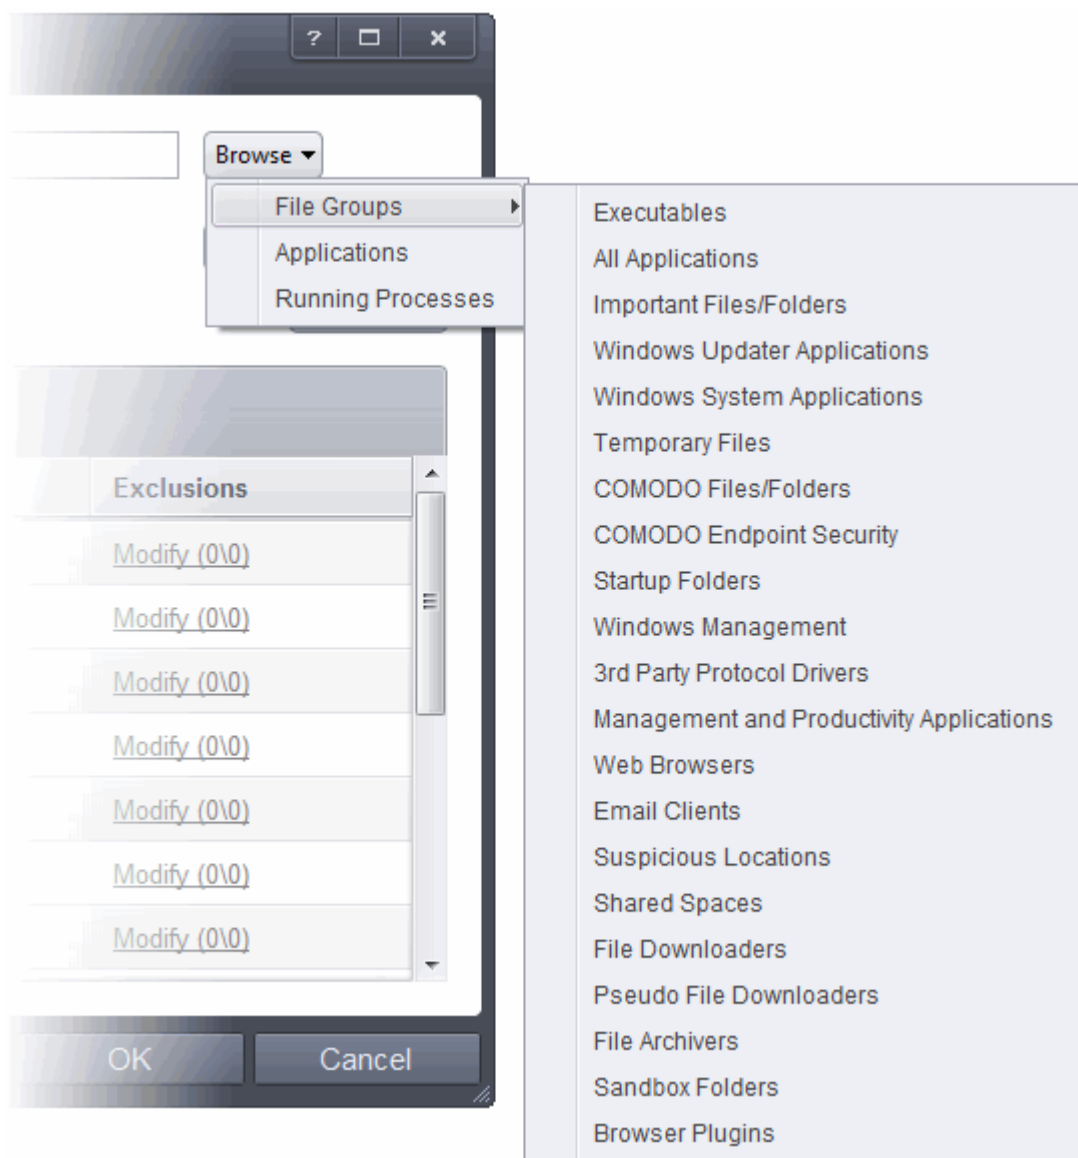 ?
Browse
File Groups
Applications
Running Processes
Executables
All Applications
Important Files/Folders
Windows Updater Applications
Windows System Applications
Temporary Files
COMODO Files/Folders
COMODO Endpoint Security
Startup Folders
Windows Management
3rd Party Protocol Drivers
Management and Productivity Applications
Web Browsers
Email Clients
Suspicious Locations
Shared Spaces
File Downloaders
Pseudo File Downloaders
File Archivers
Sandbox Folders
Browser Plugins
Exclusions
Modify (0\0)
Modify (0\0)
Modify (0\0)
Modify (0\0)
Modify (0\0)
Modify (0\0)
Modify (0\0)
OK
Cancel